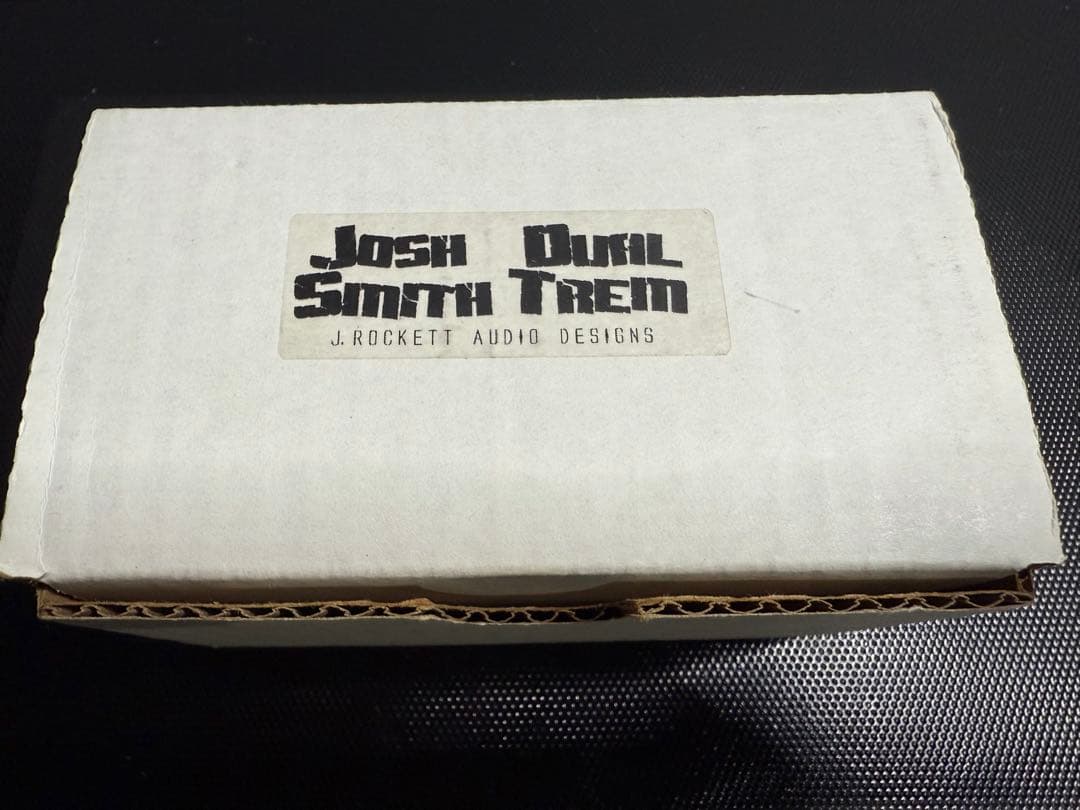 Josh Dual
Smith Trem
J. ROCKETT AUDIO DESIGNS